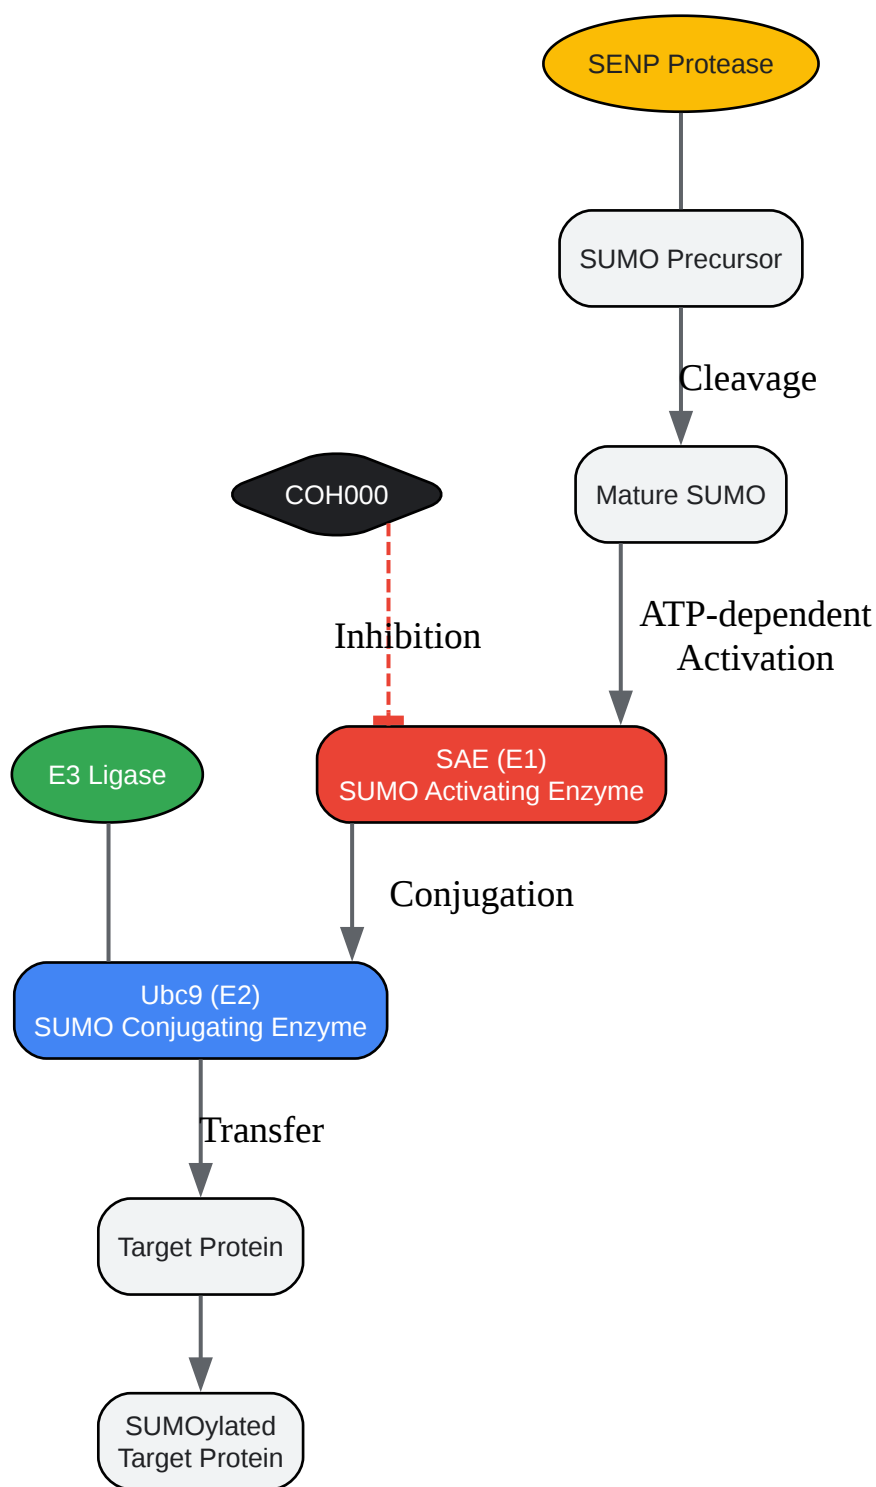 SENP Protease
SUMO Precursor
Cleavage
COH000
Mature SUMO
Inhibition
ATP-dependent
Activation
E3 Ligase
SAE (E1)
SUMO Activating Enzyme
Conjugation
Ubc9 (E2)
SUMO Conjugating Enzyme
Transfer
Target Protein
SUMOylated
Target Protein